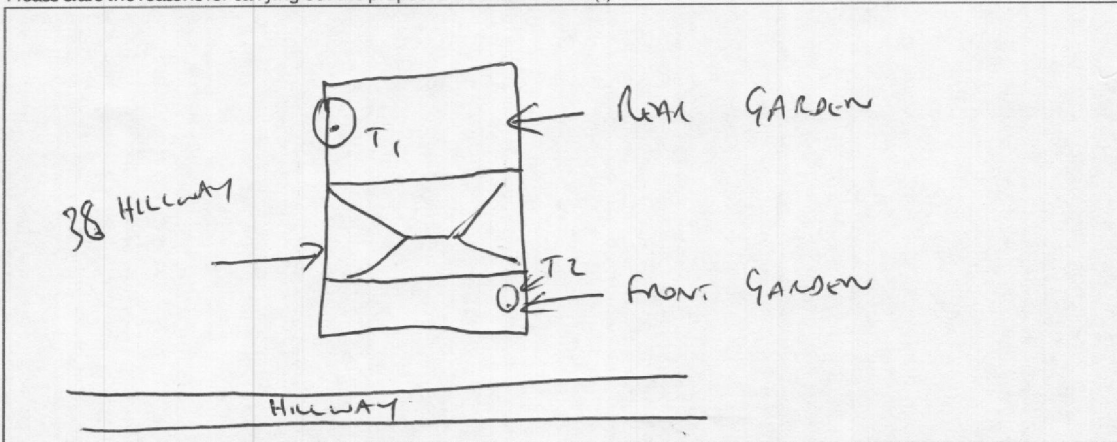 REAR GARDEN
T1
38 HILLWAY
T2
FRONT GARDEN
HILLWAY